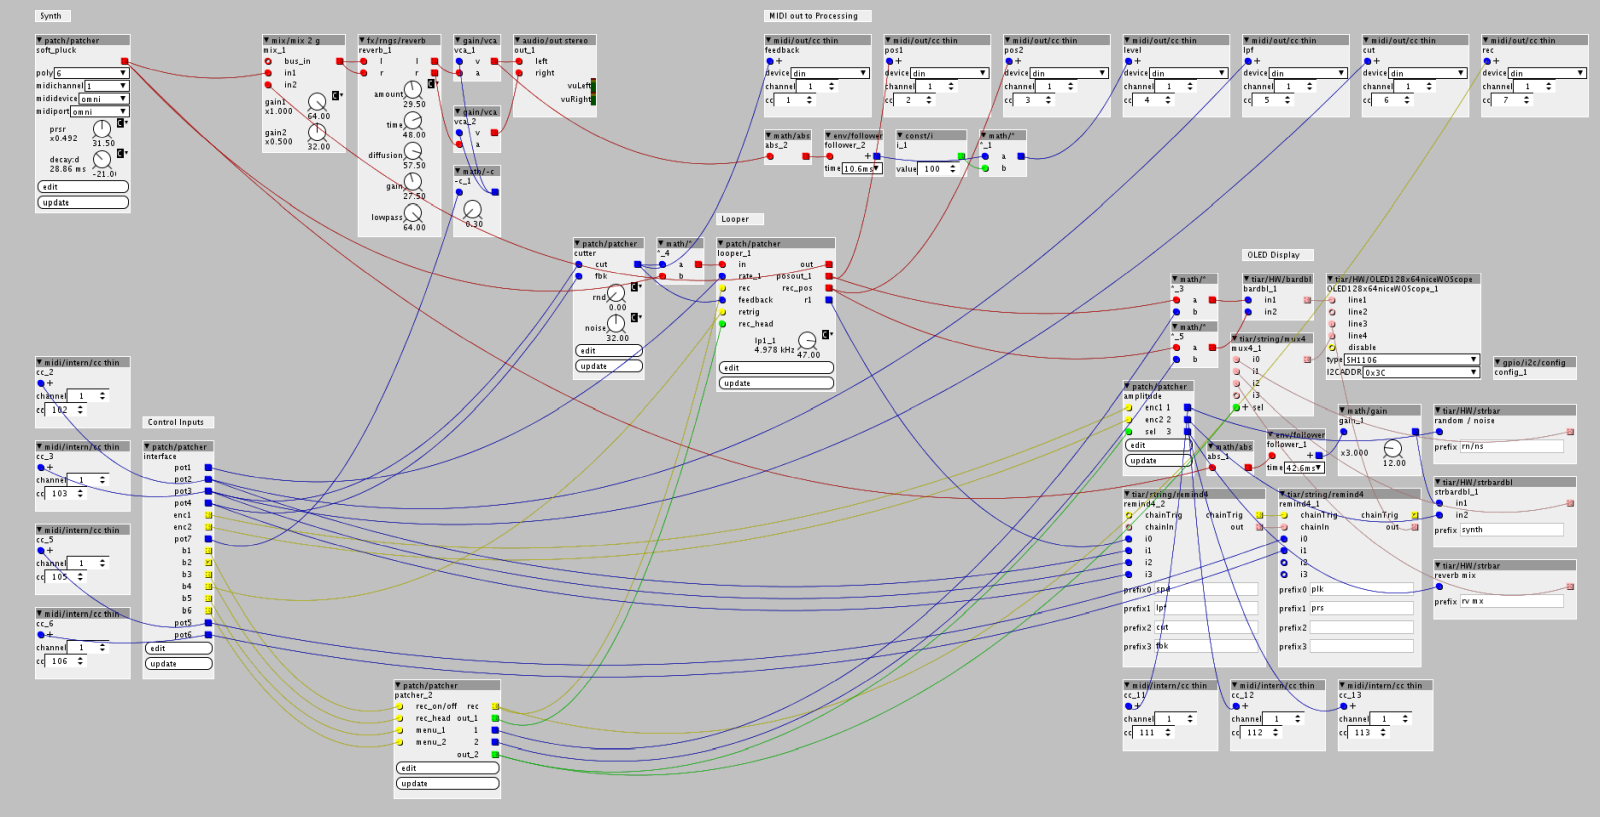 Synth
patch/patcher
soft_pluck
poly 6
midichannel 1
mididevice omni
midiport omni
prsr
x0.492
31.50
decay:d
28.86 ms
-21.0
edit
update
mix/mix 2 g
mix_1
bus_in
in1
in2
gain1
x1.000
64.00
gain2
x0.500
32.00
fx/rngs/reverb
reverb_1
l l
r r
amount
29.50
time
48.00
diffusion
57.50
gain
27.50
lowpass
64.00
gain/vca
vca_1
v
a
gain/vca
vca_2
v
a
math/-c
-c_1
0.30
audio/out stereo
out_1
left
right
vuLeft
vuRight
MIDI out to Processing
midi/out/cc thin
feedback
+
device din
channel 1
cc 1
midi/out/cc thin
pos1
+
device din
channel 1
cc 2
midi/out/cc thin
pos2
+
device din
channel 1
cc 3
midi/out/cc thin
level
+
device din
channel 1
cc 4
midi/out/cc thin
lpf
+
device din
channel 1
cc 5
midi/out/cc thin
cut
+
device din
channel 1
cc 6
midi/out/cc thin
rec
+
device din
channel 1
cc 7
math/abs
abs_2
env/follower
follower_2
+
time 10.6ms
const/i
i_1
value 100
math/*
*_1
a
b
Looper
patch/patcher
cutter
cut
fbk
rnd
0.00
noise
32.00
edit
update
math/*
*_4
a
b
patch/patcher
looper_1
in out
rate_1 posout_1
rec rec_pos
feedback r1
retrig
rec_head
lp1_1
4.978 kHz 47.00
edit
update
OLED Display
math/*
*_3
a
b
math/*
*_5
a
b
tiar/HW/bardbl
bardbl_1
in1
in2
tiar/HW/OLED128x64niceWOScope
OLED128x64niceWOScope_1
line1
line2
line3
line4
disable
type SH1106
I2CADDR 0x3C
gpio/i2c/config
config_1
tiar/string/mux4
mux4_1
i0
i1
i2
i3
+ sel
patch/patcher
amplitude
enc1 1
enc2 2
sel 3
edit
update
math/abs
abs_1
env/follower
follower_1
+
time 42.6ms
math/gain
gain_1
x3.000
12.00
tiar/HW/strbar
random / noise
prefix rn/ns
tiar/HW/strbardbl
strbardbl_1
in1
in2
prefix synth
tiar/HW/strbar
reverb mix
prefix rv mx
tiar/string/remind4
remind4_2
chainTrig chainTrig
chainIn out
i0
i1
i2
i3
prefix0 spd
prefix1 lpf
prefix2 cut
prefix3 fbk
tiar/string/remind4
remind4_1
chainTrig chainTrig
chainIn out
i0
i1
i2
i3
prefix0 plk
prefix1 prs
prefix2
prefix3
midi/intern/cc thin
cc_11
+
channel 1
cc 111
midi/intern/cc thin
cc_12
+
channel 1
cc 112
midi/intern/cc thin
cc_13
+
channel 1
cc 113
midi/intern/cc thin
cc_2
+
channel 1
cc 102
midi/intern/cc thin
cc_3
+
channel 1
cc 103
midi/intern/cc thin
cc_5
+
channel 1
cc 105
midi/intern/cc thin
cc_6
+
channel 1
cc 106
Control Inputs
patch/patcher
interface
pot1
pot2
pot3
pot4
enc1
enc2
pot7
b1
b2
b3
b4
b5
b6
pot5
pot6
edit
update
patch/patcher
patcher_2
rec_on/off rec
rec_head out_1
menu_1 1
menu_2 2
out_2
edit
update